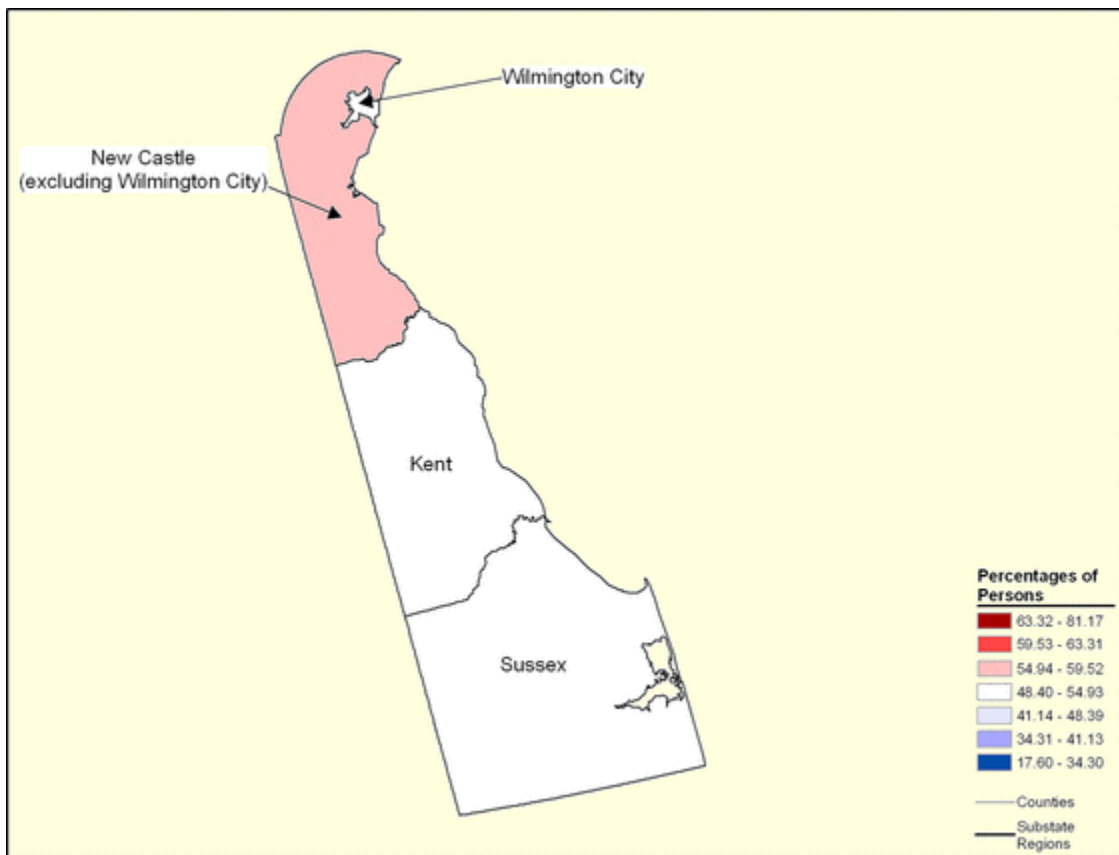 Wilmington City
New Castle
(excluding Wilmington City)
Kent
Sussex
Percentages of
Persons
63.32 - 81.17
59.53 - 63.31
54.94 - 59.52
48.40 - 54.93
41.14 - 48.39
34.31 - 41.13
17.60 - 34.30
Counties
Substate
Regions